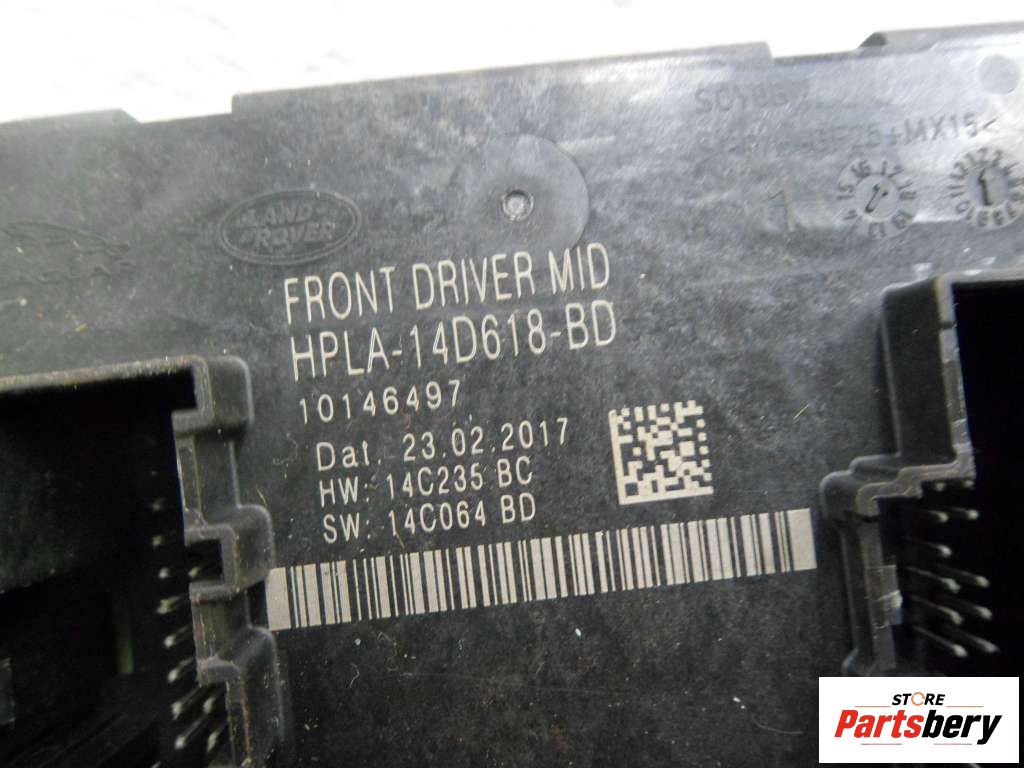 LAND-
ROVER
FRONT DRIVER MID
HPLA-14D618-BD
10146497
Dat. 23.02.2017
HW: 14C235 BC
SW: 14C064 BD
STORE
Partsbery